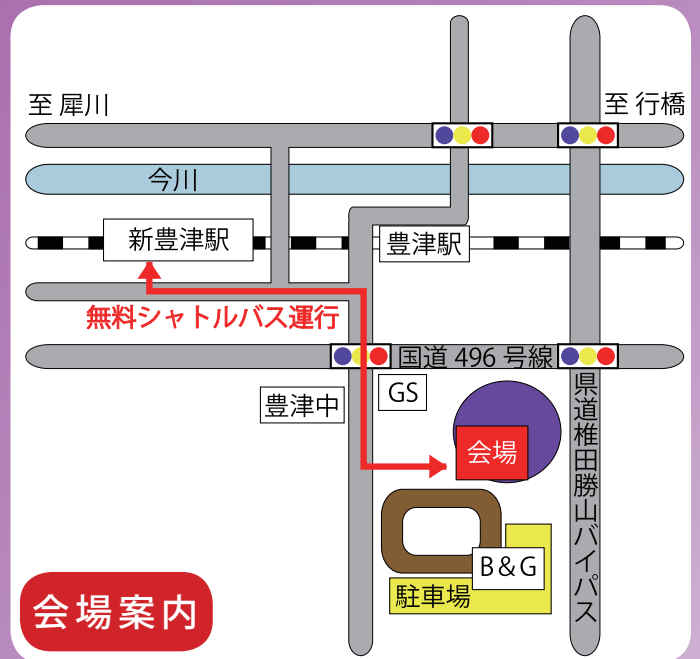 至 犀川
至 行橋
今川
新豊津駅
豊津駅
無料シャトルバス運行
国道 496 号線
GS
豊津中
県道椎田勝山バイパス
会場
B&G
駐車場
会場案内